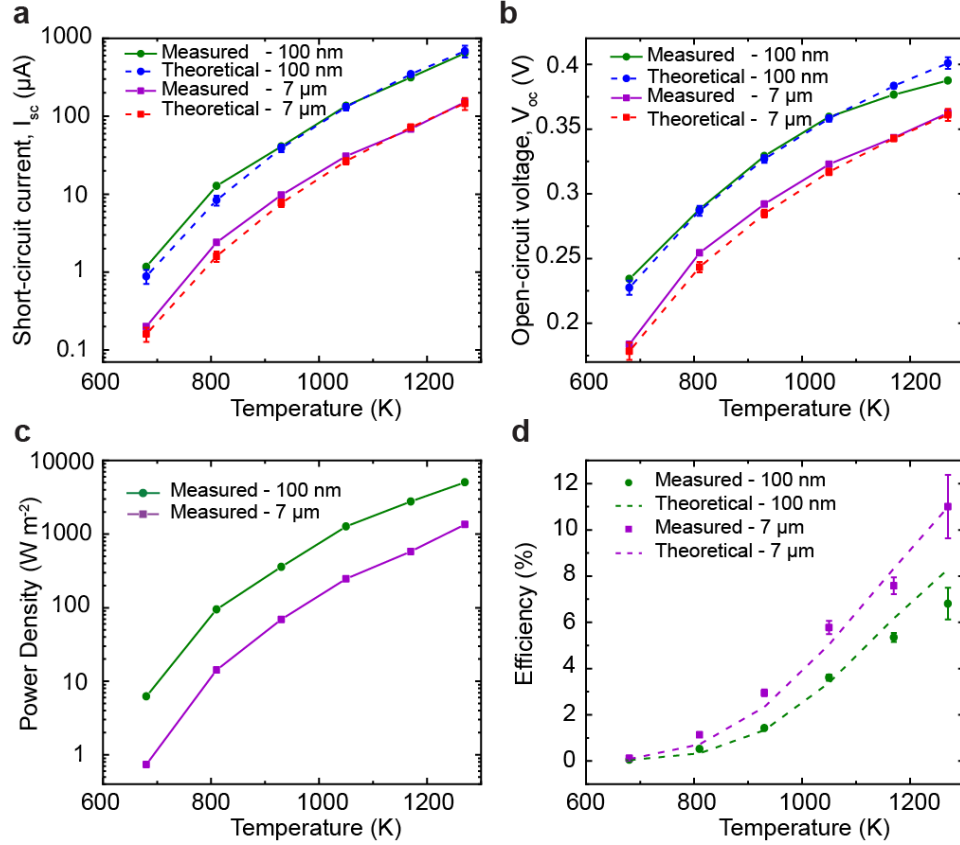 a
Short-circuit current, Isc (µA)
1000
100
10
1
0.1
Measured - 100 nm
Theoretical - 100 nm
Measured - 7 µm
Theoretical - 7 µm
600 800 1000 1200
Temperature (K)
b
Open-circuit voltage, Voc (V)
0.4
0.35
0.3
0.25
0.2
Measured - 100 nm
Theoretical - 100 nm
Measured - 7 µm
Theoretical - 7 µm
600 800 1000 1200
Temperature (K)
c
Power Density (W m-2)
10000
1000
100
10
1
Measured - 100 nm
Measured - 7 µm
600 800 1000 1200
Temperature (K)
d
Efficiency (%)
12
10
8
6
4
2
0
Measured - 100 nm
Theoretical - 100 nm
Measured - 7 µm
Theoretical - 7 µm
600 800 1000 1200
Temperature (K)